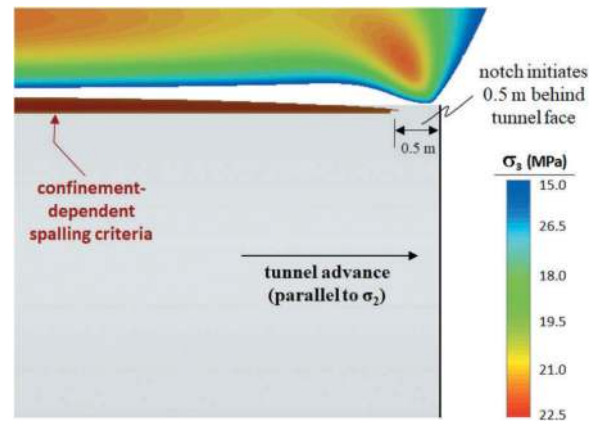 notch initiates
0.5 m behind
tunnel face
0.5 m
σ₃ (MPa)
15.0
26.5
18.0
19.5
21.0
22.5
confinement-
dependent
spalling criteria
tunnel advance
(parallel to σ₂)